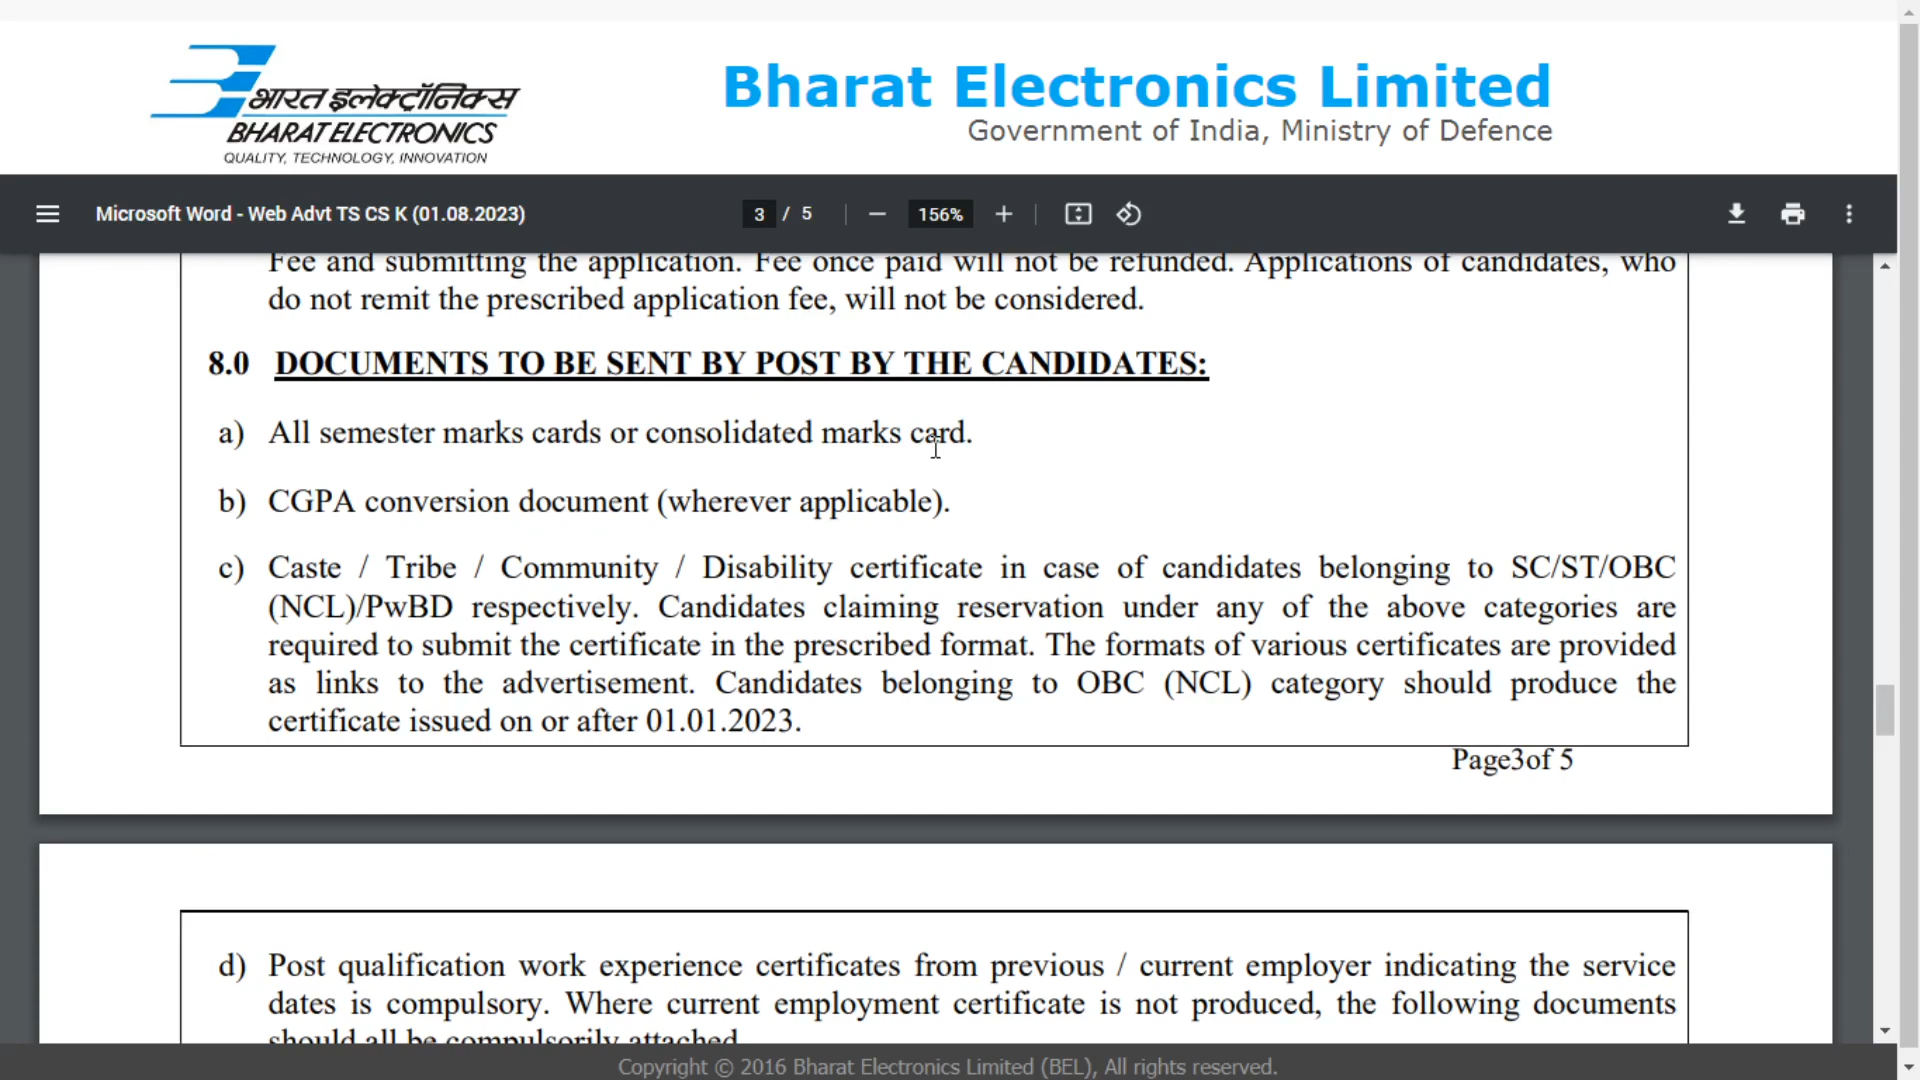 भारत इलेक्ट्रॉनिक्स
BHARAT ELECTRONICS
QUALITY, TECHNOLOGY, INNOVATION
Bharat Electronics Limited
Government of India, Ministry of Defence
Microsoft Word - Web Advt TS CS K (01.08.2023)
3 / 5
156%
Fee and submitting the application. Fee once paid will not be refunded. Applications of candidates, who
do not remit the prescribed application fee, will not be considered.
8.0 DOCUMENTS TO BE SENT BY POST BY THE CANDIDATES:
a) All semester marks cards or consolidated marks card.
b) CGPA conversion document (wherever applicable).
c) Caste / Tribe / Community / Disability certificate in case of candidates belonging to SC/ST/OBC
(NCL)/PwBD respectively. Candidates claiming reservation under any of the above categories are
required to submit the certificate in the prescribed format. The formats of various certificates are provided
as links to the advertisement. Candidates belonging to OBC (NCL) category should produce the
certificate issued on or after 01.01.2023.
Page3of 5
d) Post qualification work experience certificates from previous / current employer indicating the service
dates is compulsory. Where current employment certificate is not produced, the following documents
should all be compulsorily attached
Copyright © 2016 Bharat Electronics Limited (BEL), All rights reserved.